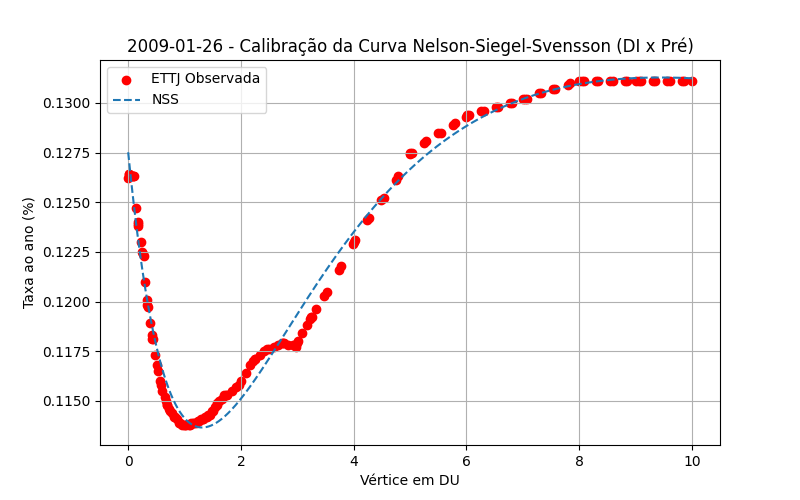 2009-01-26 - Calibração da Curva Nelson-Siegel-Svensson (DI x Pré)
ETTJ Observada
NSS
Taxa ao ano (%)
0.1300
0.1275
0.1250
0.1225
0.1200
0.1175
0.1150
0 2 4 6 8 10
Vértice em DU